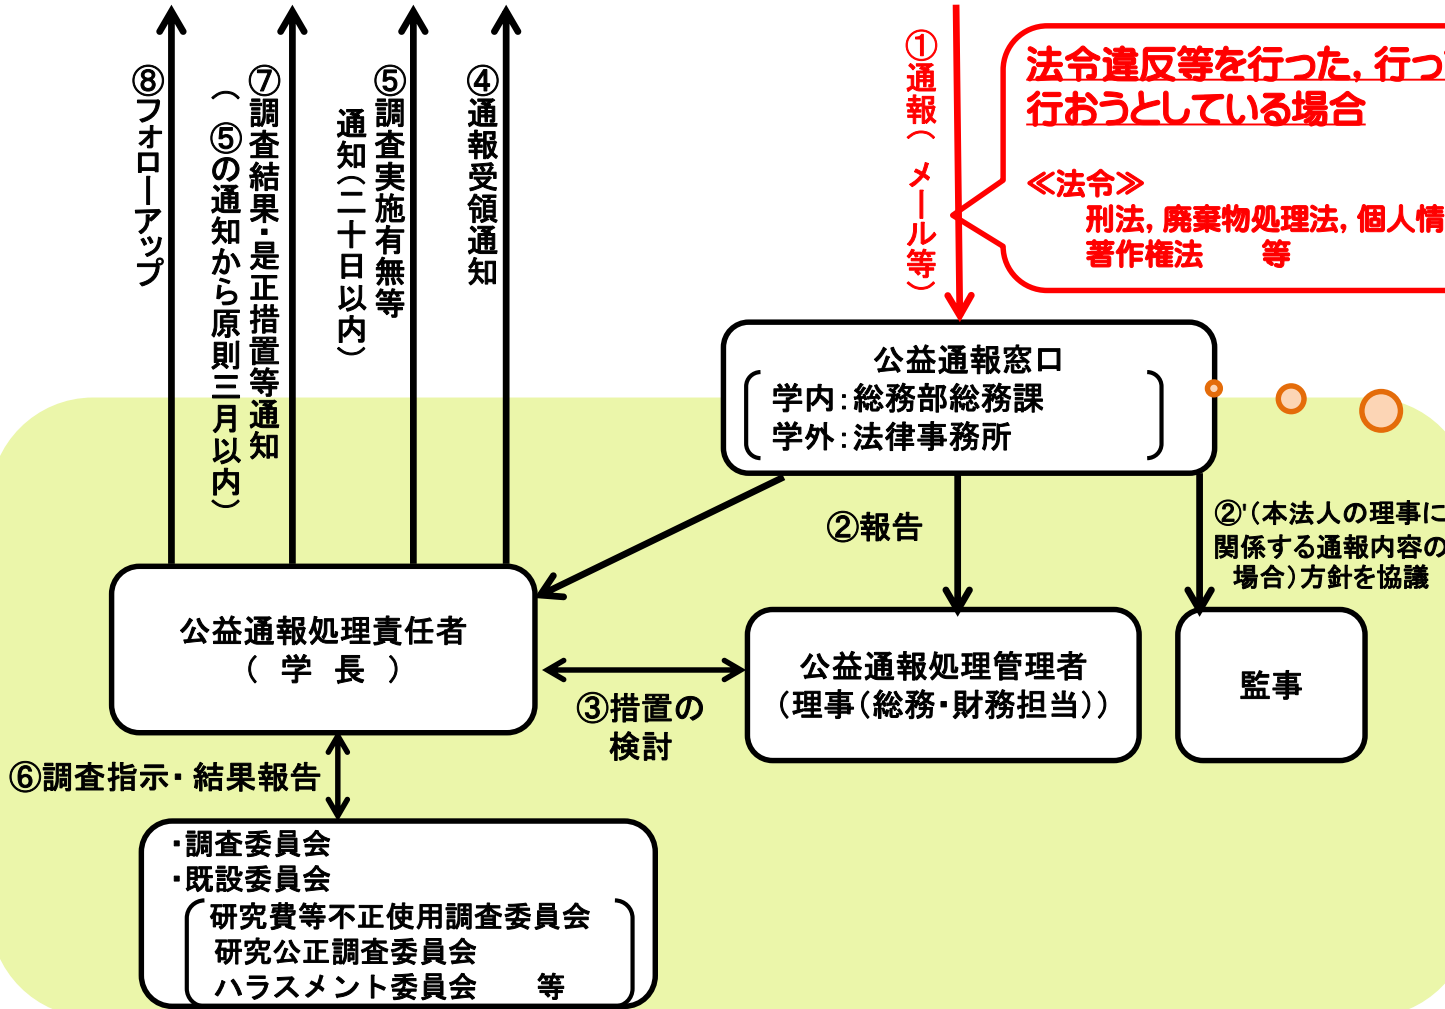 ⑧フォローアップ
⑦調査結果・是正措置等通知
（⑤の通知から原則三月以内）
⑤調査実施有無等
通知（二十日以内）
④通報受領通知
①通報（メール等）
法令違反等を行った，行っ
行おうとしている場合
≪法令≫
刑法，廃棄物処理法，個人情
著作権法　等
公益通報窓口
学内：総務部総務課
学外：法律事務所
②報告
②'（本法人の理事に
関係する通報内容の
場合）方針を協議
公益通報処理責任者
（ 学 長 ）
③措置の
検討
公益通報処理管理者
（理事（総務・財務担当））
監事
⑥調査指示・結果報告
・調査委員会
・既設委員会
研究費等不正使用調査委員会
研究公正調査委員会
ハラスメント委員会　等